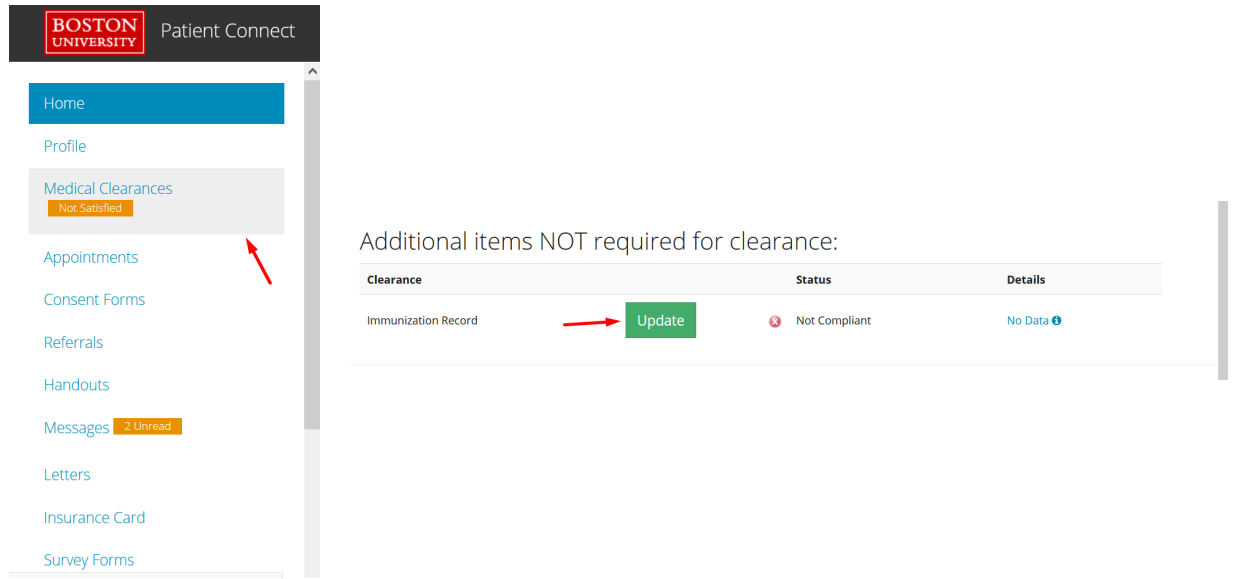 BOSTON
UNIVERSITY
Patient Connect
Home
Profile
Medical Clearances
Not Satisfied
Appointments
Consent Forms
Referrals
Handouts
Messages 2 Unread
Letters
Insurance Card
Survey Forms
Additional items NOT required for clearance:
Clearance Status Details
Immunization Record Update Not Compliant No Data